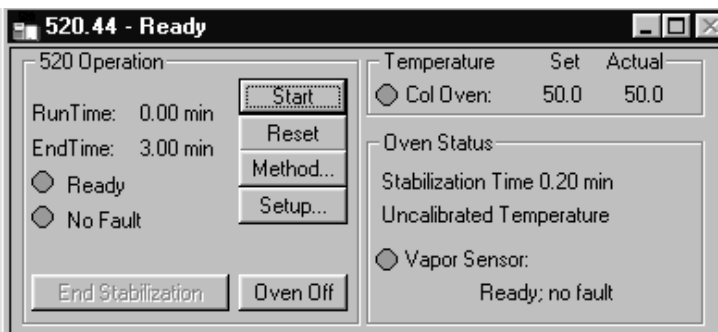 520.44 - Ready
520 Operation
RunTime: 0.00 min
EndTime: 3.00 min
Ready
No Fault
Start
Reset
Method...
Setup...
End Stabilization
Oven Off
Temperature Set Actual
Col Oven: 50.0 50.0
Oven Status
Stabilization Time 0.20 min
Uncalibrated Temperature
Vapor Sensor:
Ready; no fault